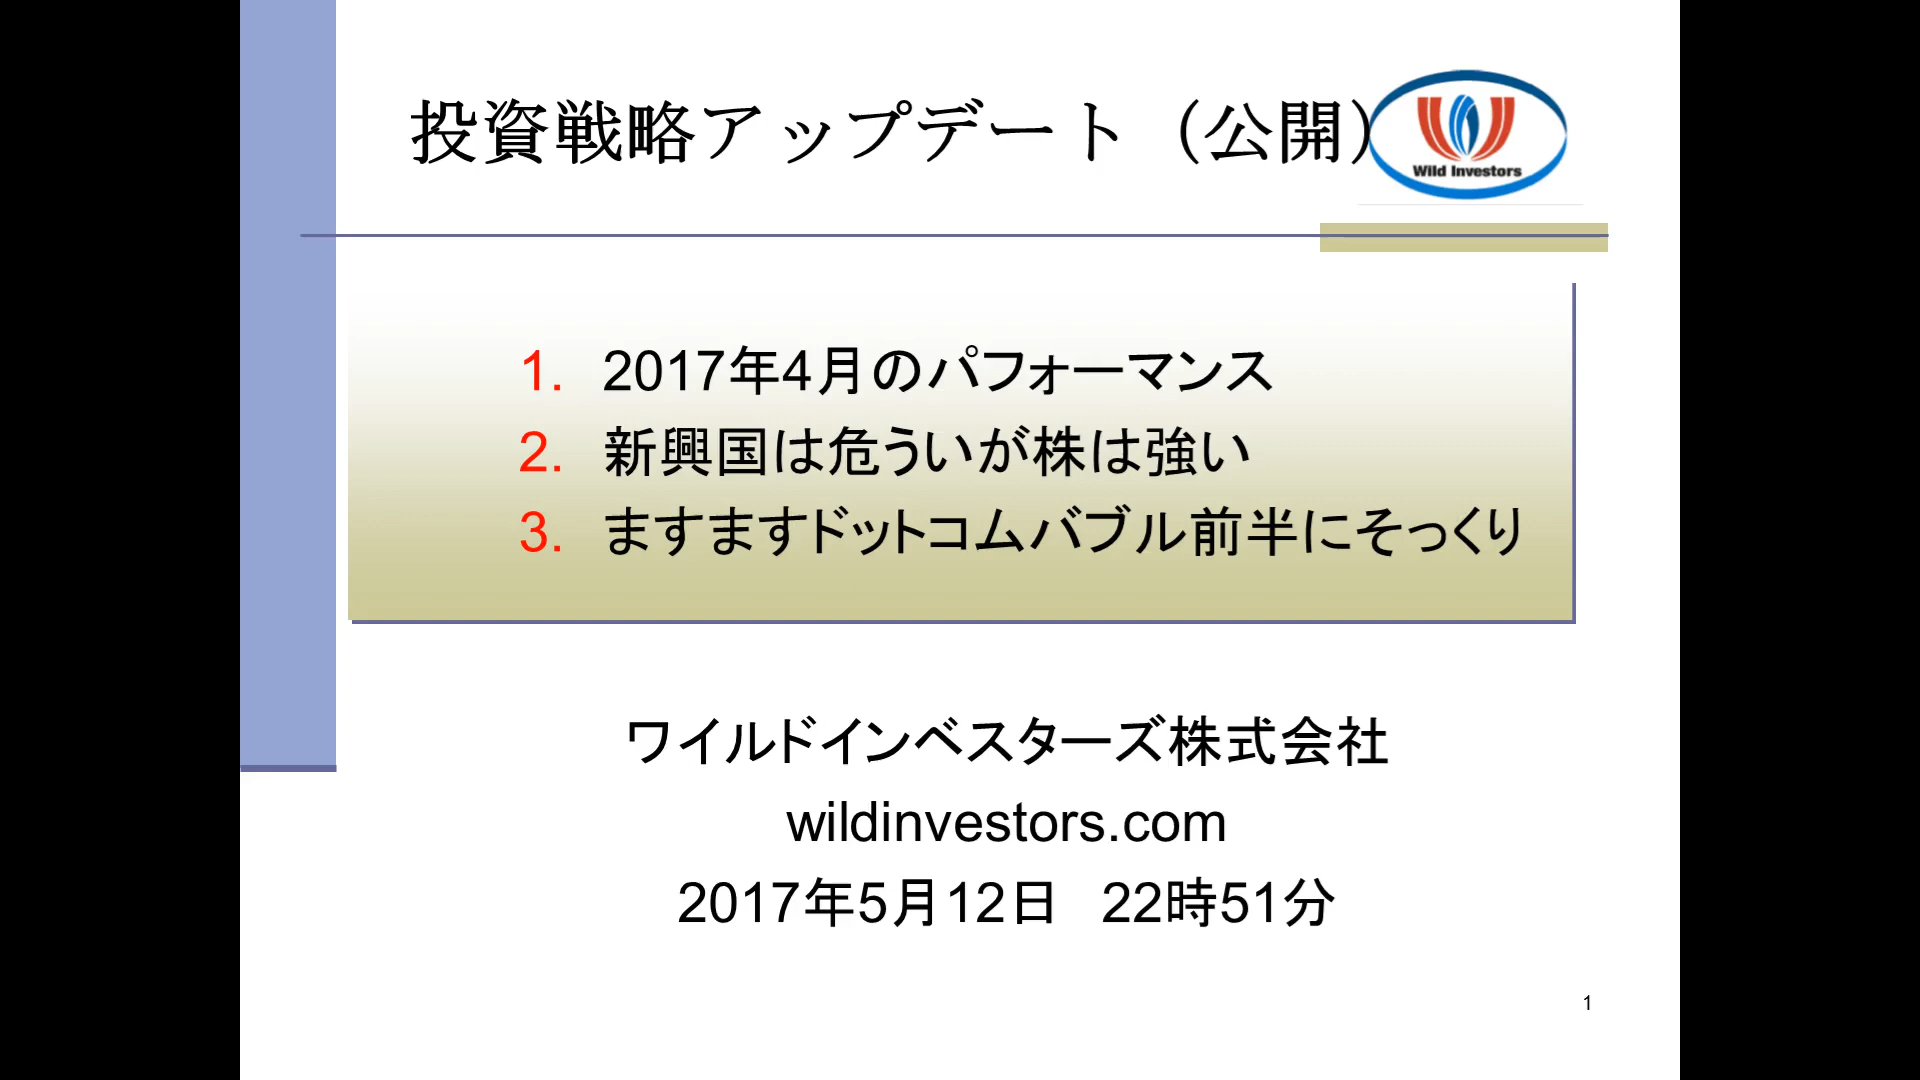 投資戦略アップデート（公開）
Wild Investors
1. 2017年4月のパフォーマンス
2. 新興国は危ういが株は強い
3. ますますドットコムバブル前半にそっくり
ワイルドインベスターズ株式会社
wildinvestors.com
2017年5月12日　22時51分
1